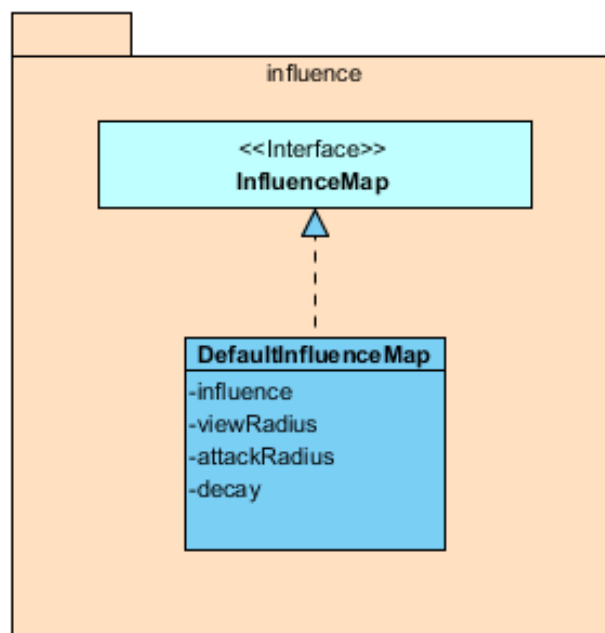 influence
<<Interface>>
InfluenceMap
DefaultInfluenceMap
-influence
-viewRadius
-attackRadius
-decay